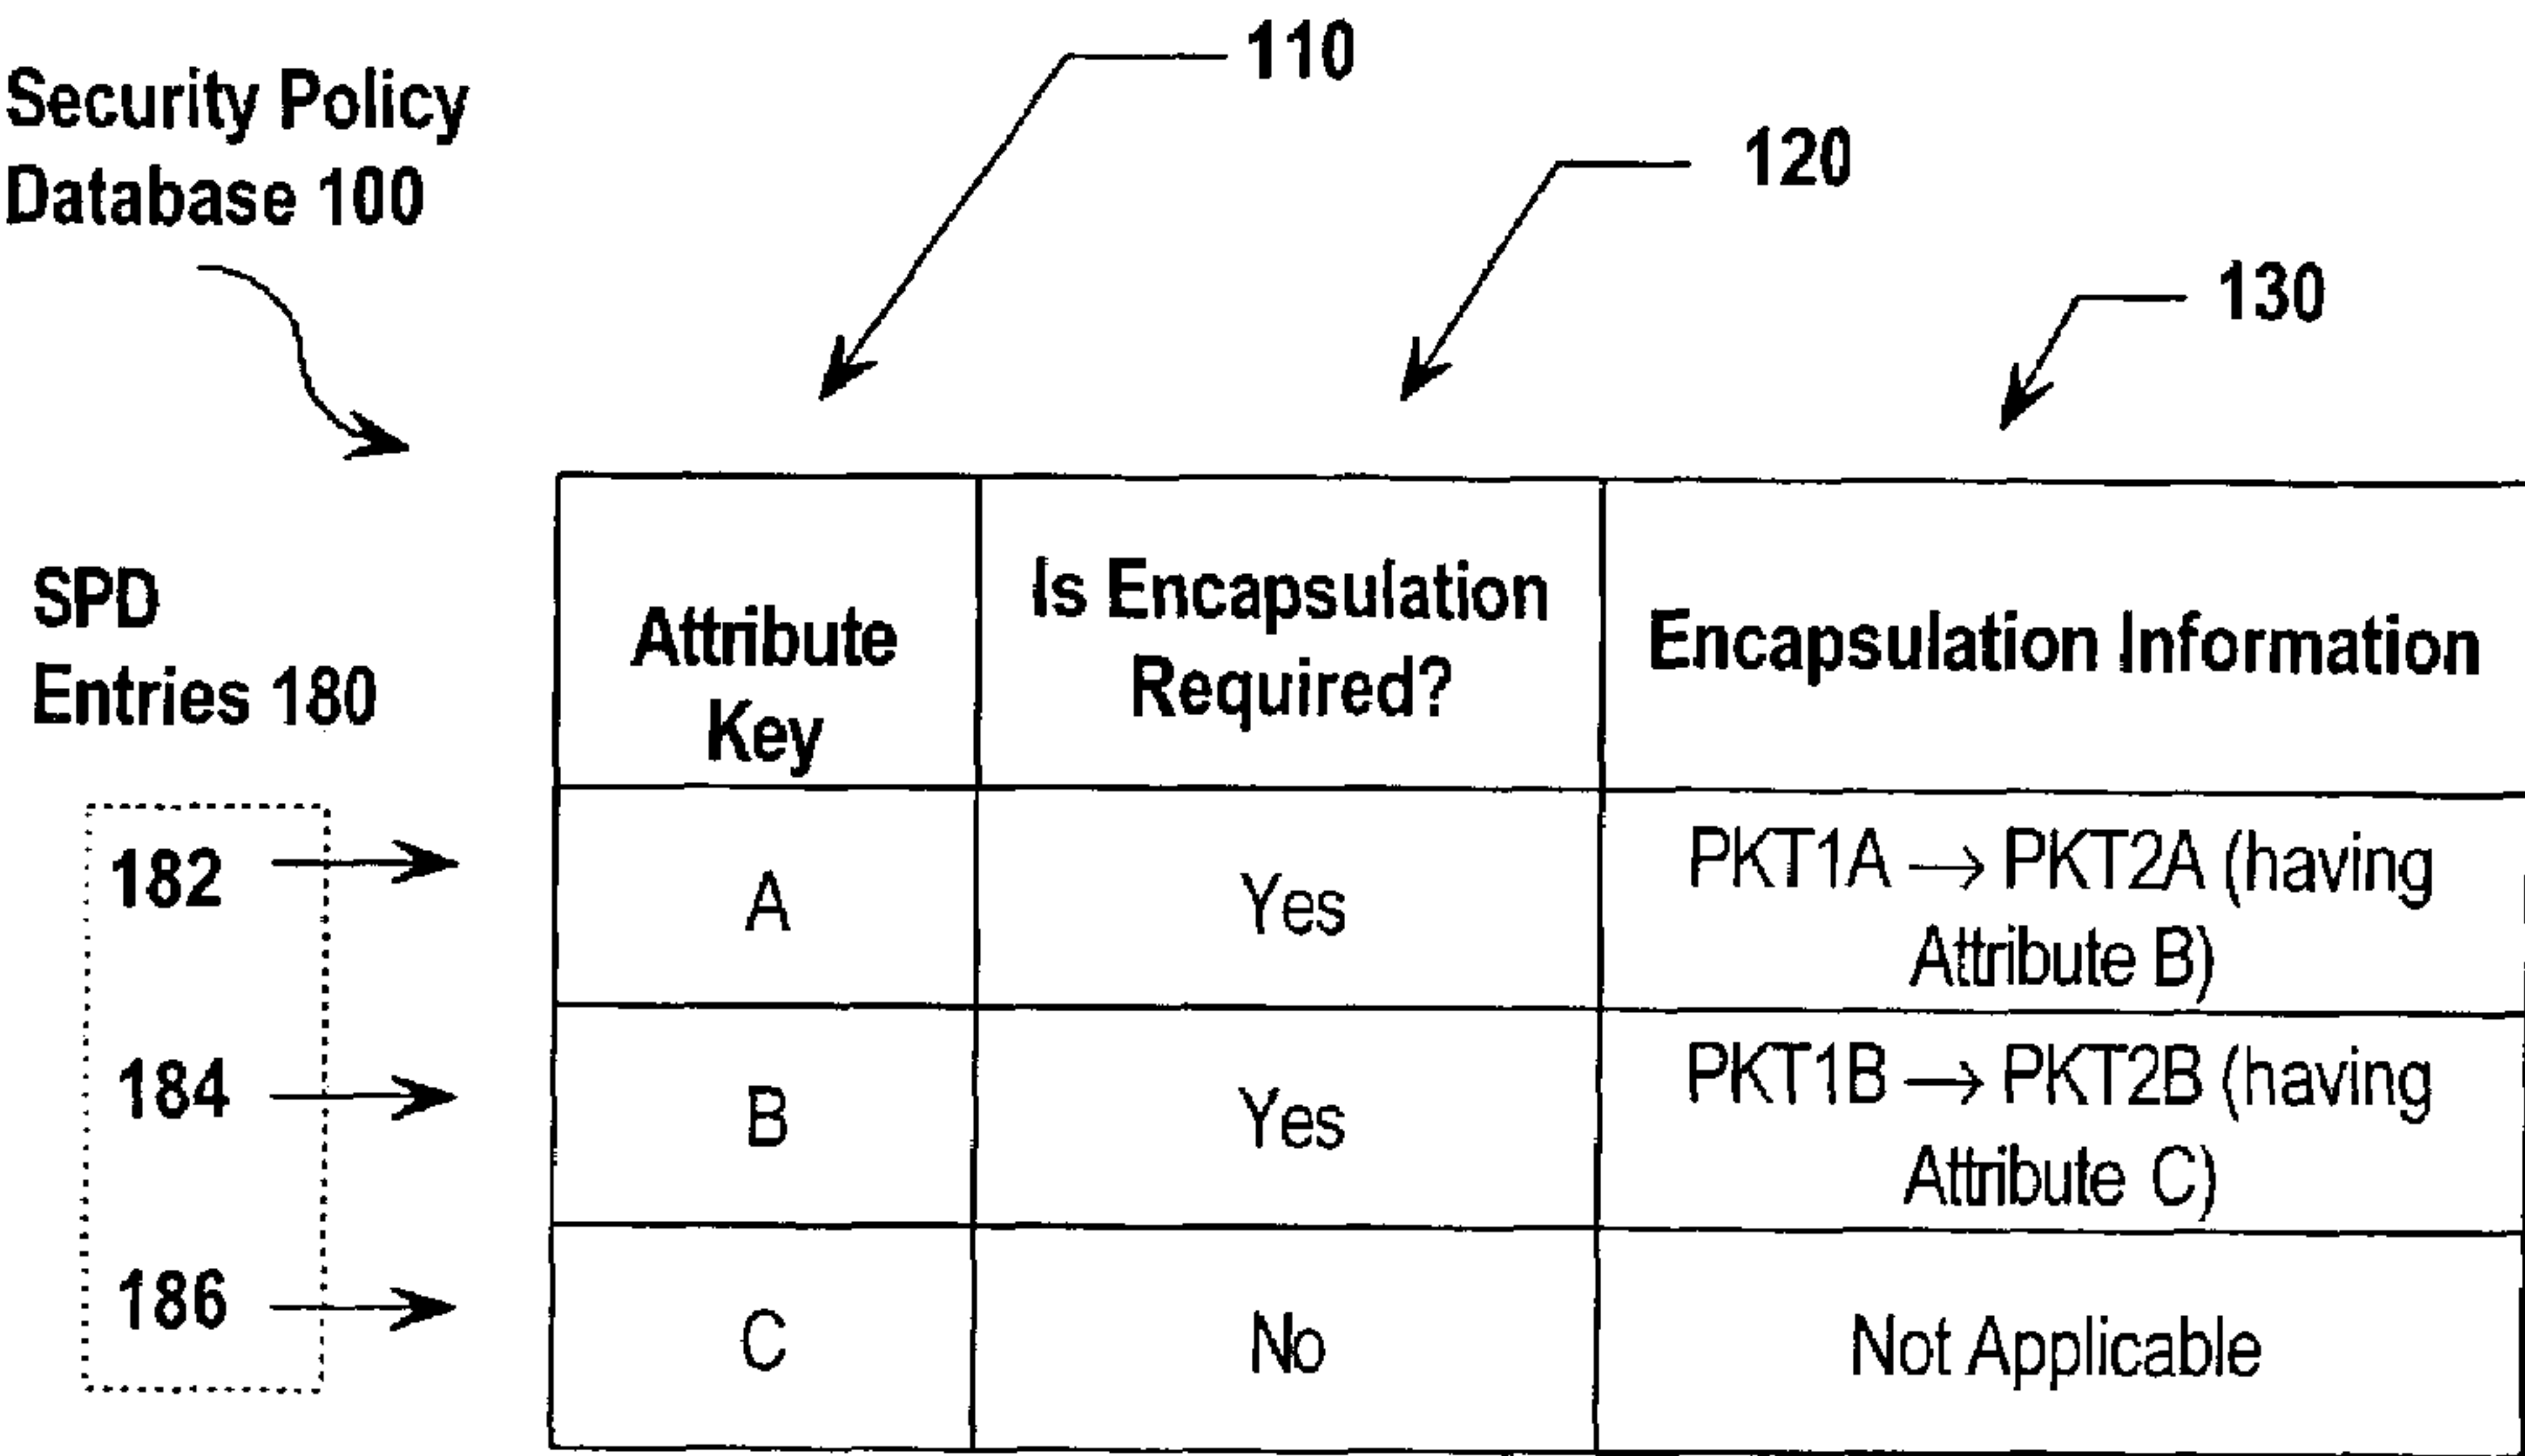 110
Security Policy
Database 100
120
130
SPD
Entries 180
Attribute
Key
Is Encapsulation
Required?
Encapsulation Information
182
A
Yes
PKT1A → PKT2A (having
Attribute B)
184
B
Yes
PKT1B → PKT2B (having
Attribute C)
186
C
No
Not Applicable